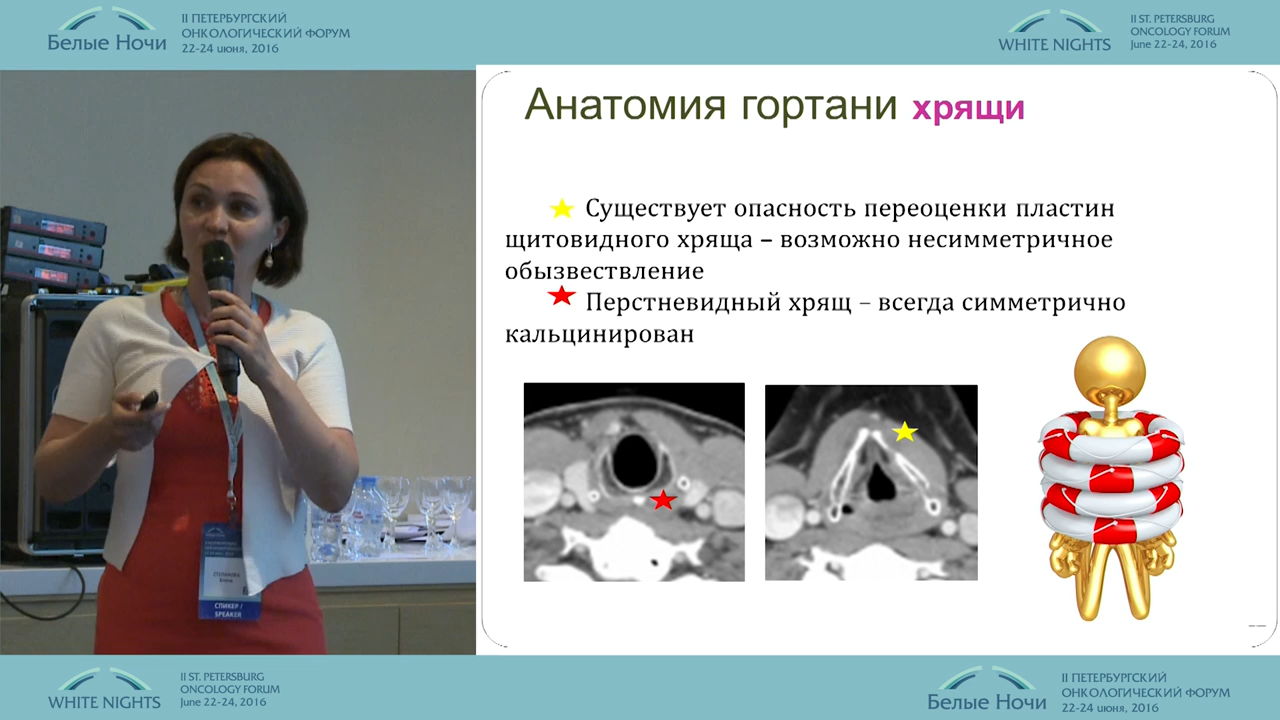 II ПЕТЕРБУРГСКИЙ
ОНКОЛОГИЧЕСКИЙ ФОРУМ
Белые Ночи
22-24 июня, 2016
II ST. PETERSBURG
ONCOLOGY FORUM
WHITE NIGHTS
June 22-24, 2016
Анатомия гортани хрящи
Существует опасность переоценки пластин
щитовидного хряща – возможно несимметричное
обызвествление
Перстневидный хрящ – всегда симметрично
кальцинирован
СТЕПАНОВА
Елена
СПИКЕР /
SPEAKER
II ST. PETERSBURG
ONCOLOGY FORUM
WHITE NIGHTS
June 22-24, 2016
II ПЕТЕРБУРГСКИЙ
ОНКОЛОГИЧЕСКИЙ ФОРУМ
Белые Ночи
22-24 июня, 2016